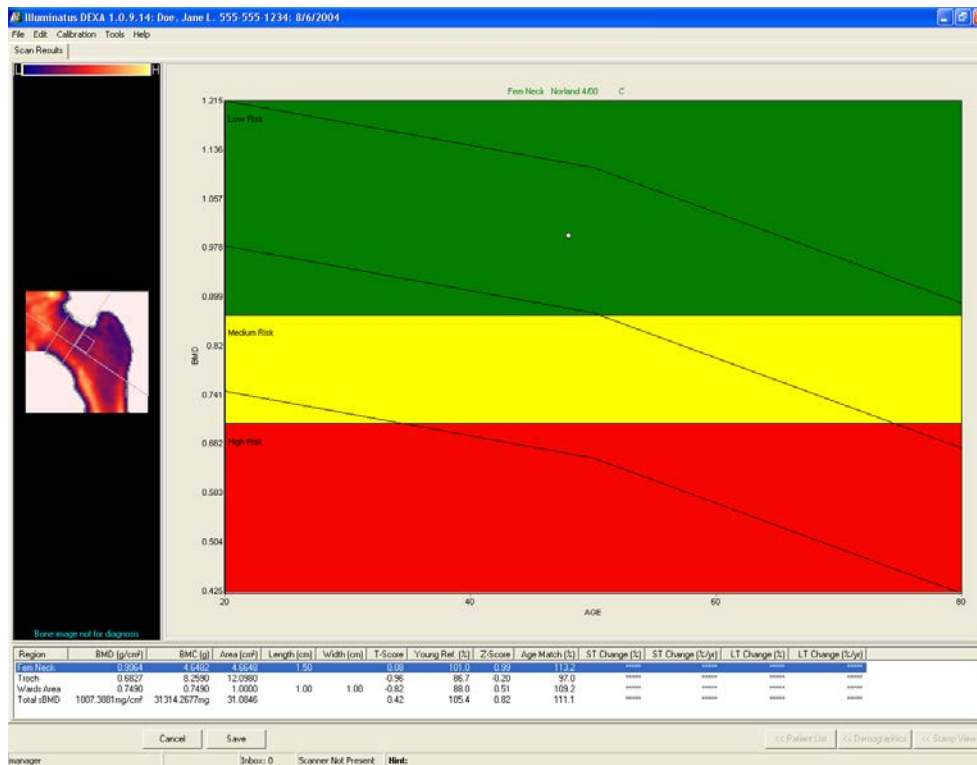 Illuminatus DEXA 1.0.9.14: Doe, Jane L. 555-555-1234: 8/6/2004
File Edit Calibration Tools Help
Scan Results
L H
Fem Neck Norland 4/00 C
1.215
Low Risk
1.136
1.057
0.978
0.899
Medium Risk
0.82
BMD
0.741
0.662
High Risk
0.583
0.504
0.425
20 40 60 80
AGE
Bone image not for diagnosis
Region BMD (g/cm²) BMC (g) Area (cm²) Length (cm) Width (cm) T-Score Young Ref. (%) Z-Score Age Match (%) ST Change (%) ST Change (%/yr) LT Change (%) LT Change (%/yr)
Fem Neck 0.9964 4.6482 4.6648 1.50 0.08 101.0 0.99 113.2 ***** ***** ***** *****
Troch 0.6827 8.2590 12.0980 -0.96 86.7 -0.20 97.0 ***** ***** ***** *****
Wards Area 0.7490 0.7490 1.0000 1.00 1.00 -0.82 88.0 0.51 109.2 ***** ***** ***** *****
Total sBMD 1007.3881mg/cm² 31314.2677mg 31.0846 0.42 105.4 0.82 111.1 ***** ***** ***** *****
Cancel Save << Patient List << Demographics << Stamp View
manager Inbox: 0 Scanner Not Present Hint: